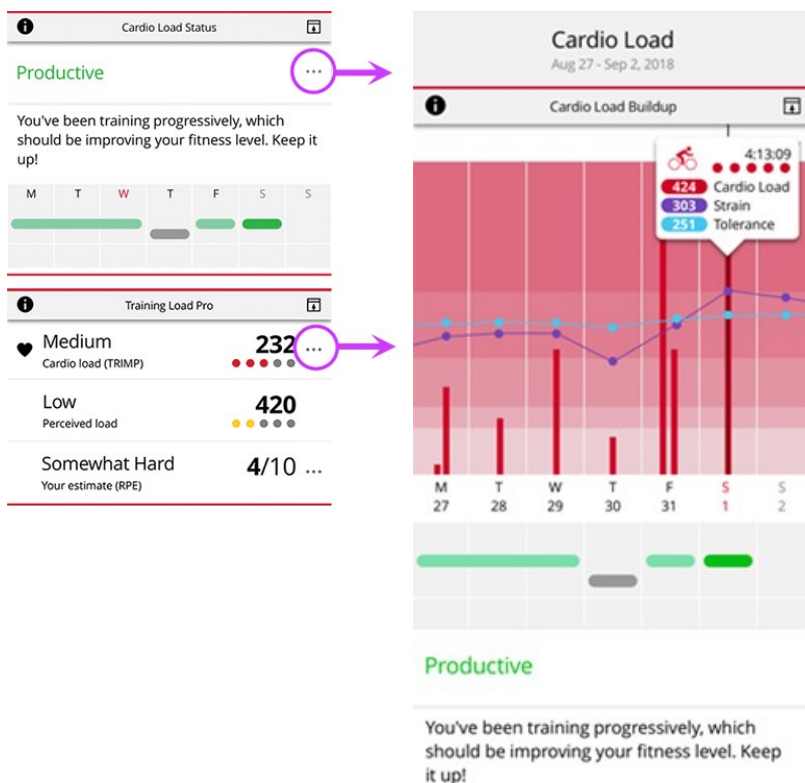 Cardio Load Status
Productive
You've been training progressively, which
should be improving your fitness level. Keep it
up!
M T W T F S S
Training Load Pro
Medium 232
Cardio load (TRIMP)
Low 420
Perceived load
Somewhat Hard 4/10
Your estimate (RPE)
Cardio Load
Aug 27 - Sep 2, 2018
Cardio Load Buildup
4:13:09
424 Cardio Load
303 Strain
251 Tolerance
M T W T F S S
27 28 29 30 31 1 2
Productive
You've been training progressively, which
should be improving your fitness level. Keep
it up!